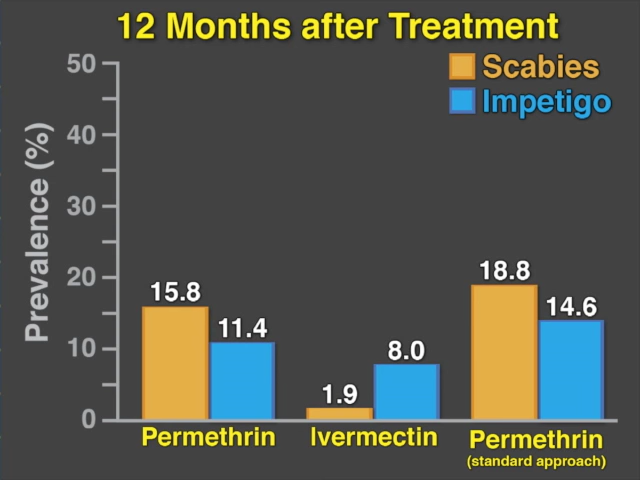 12 Months after Treatment
Scabies
Impetigo
Prevalence (%)
50
40
30
20
10
0
15.8
11.4
1.9
8.0
18.8
14.6
Permethrin
Ivermectin
Permethrin
(standard approach)